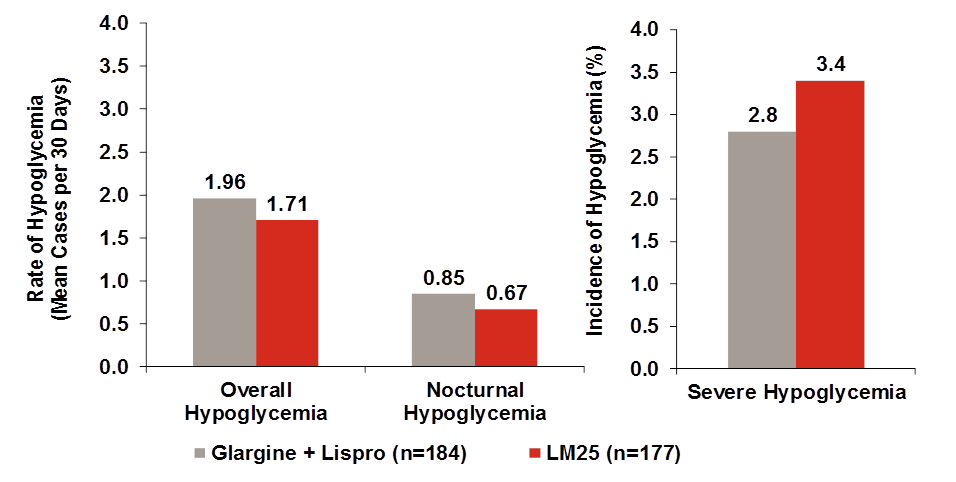 Rate of Hypoglycemia
(Mean Cases per 30 Days)
4.0
3.5
3.0
2.5
2.0
1.5
1.0
0.5
0.0
1.96
1.71
0.85
0.67
Overall
Hypoglycemia
Nocturnal
Hypoglycemia
Incidence of Hypoglycemia (%)
4.0
3.5
3.0
2.5
2.0
1.5
1.0
0.5
0.0
2.8
3.4
Severe Hypoglycemia
Glargine + Lispro (n=184)
LM25 (n=177)